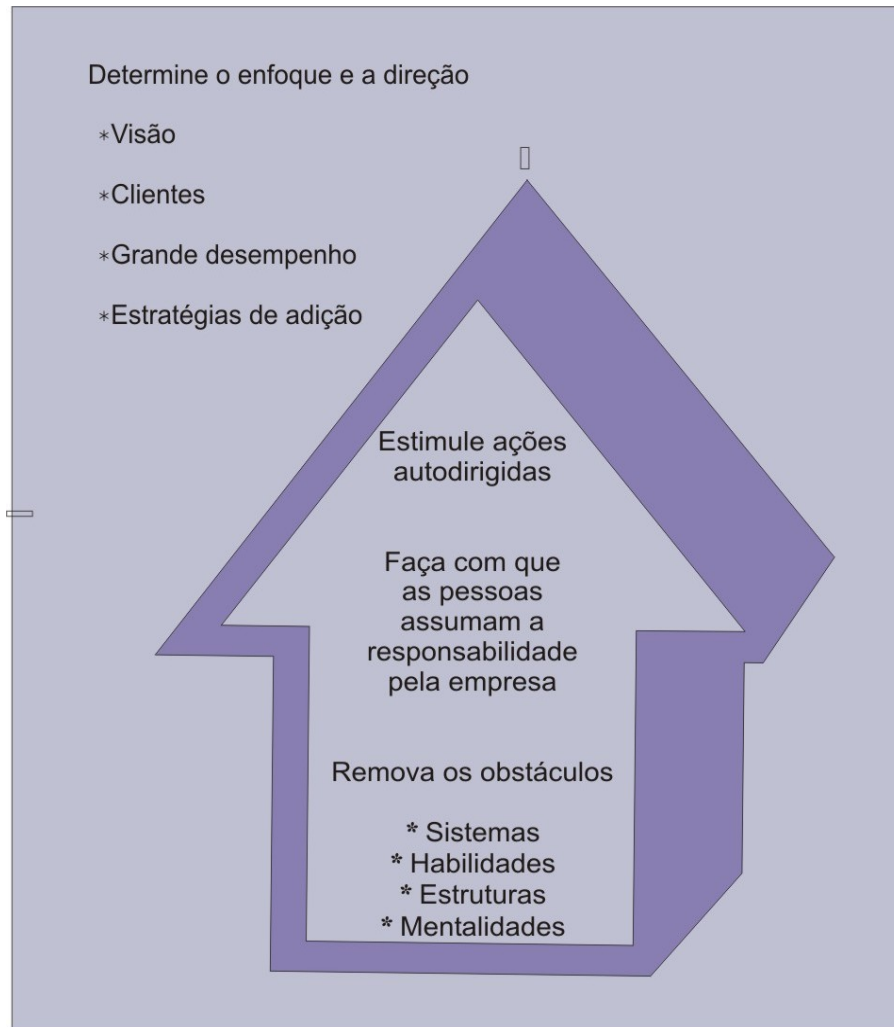 Determine o enfoque e a direção
*Visão
*Clientes
*Grande desempenho
*Estratégias de adição
Estimule ações
autodirigidas
Faça com que
as pessoas
assumam a
responsabilidade
pela empresa
Remova os obstáculos
* Sistemas
* Habilidades
* Estruturas
* Mentalidades